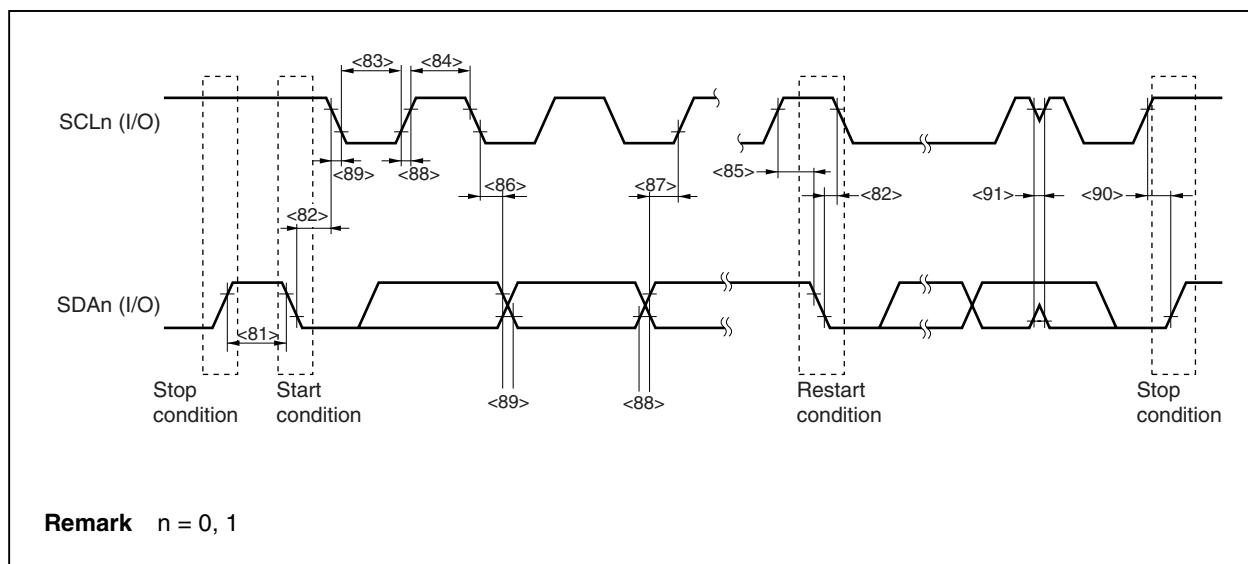 <83>
<84>
SCLn (I/O)
<89>
<88>
<86>
<87>
<85>
<82>
<82>
<91>
<90>
SDAn (I/O)
<81>
Stop
condition
Start
condition
<89>
<88>
Restart
condition
Stop
condition
Remark n = 0, 1